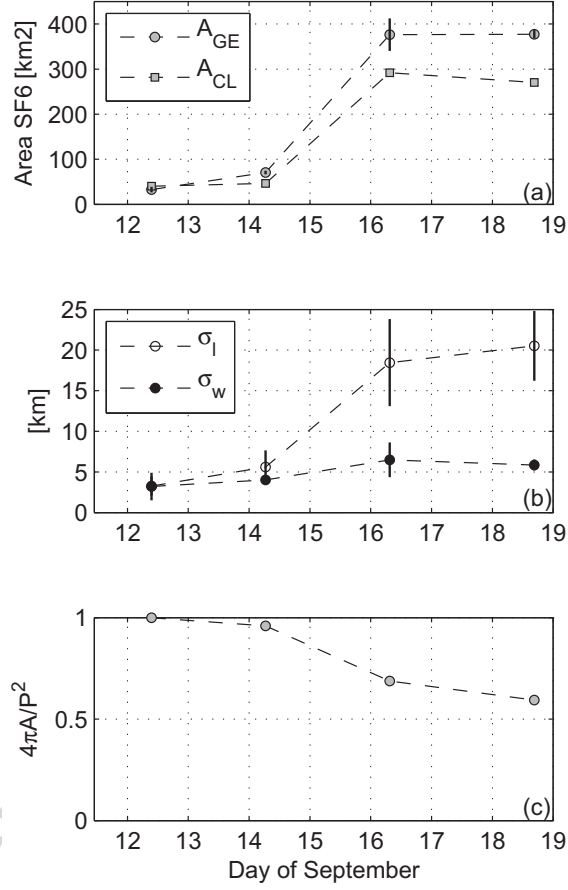 400
300
200
100
0
Area SF6 [km2]
A_GE
A_CL
(a)
12 13 14 15 16 17 18 19
25
20
15
10
5
0
[km]
σ_l
σ_w
(b)
12 13 14 15 16 17 18 19
1
0.5
0
4πA/P²
(c)
12 13 14 15 16 17 18 19
Day of September